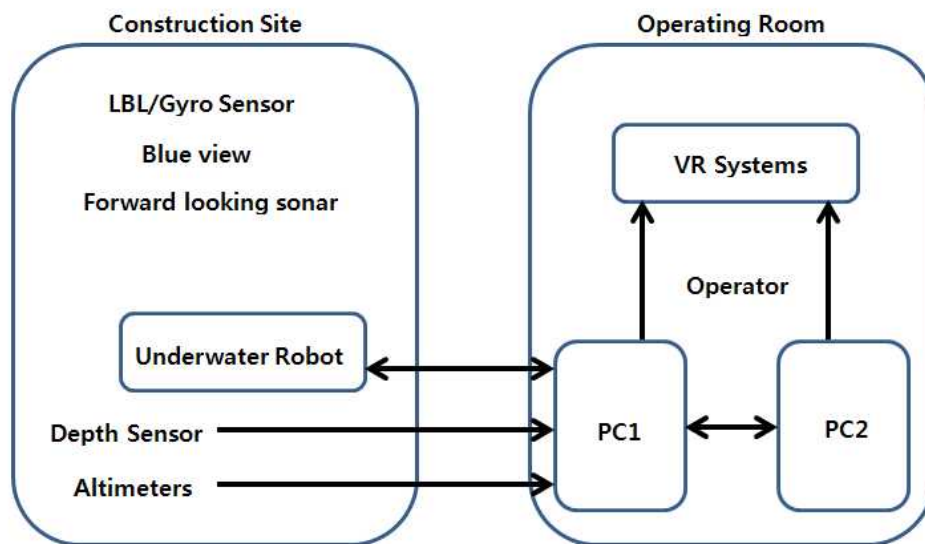 Construction Site
Operating Room
LBL/Gyro Sensor
Blue view
Forward looking sonar
VR Systems
Operator
Underwater Robot
Depth Sensor
Altimeters
PC1
PC2